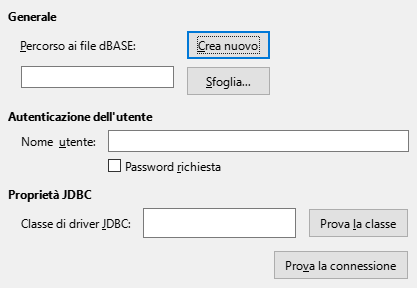 Generale
Percorso ai file dBASE:
Crea nuovo
Sfoglia...
Autenticazione dell'utente
Nome utente:
Password richiesta
Proprietà JDBC
Classe di driver JDBC:
Prova la classe
Prova la connessione